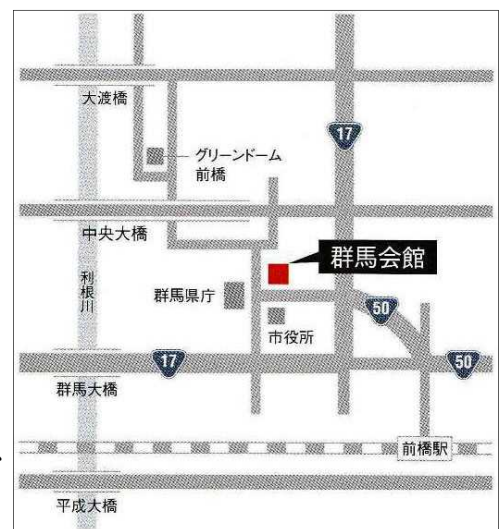 大渡橋
17
グリーンドーム
前橋
中央大橋
群馬会館
利根川
群馬県庁
50
市役所
17
50
群馬大橋
前橋駅
平成大橋